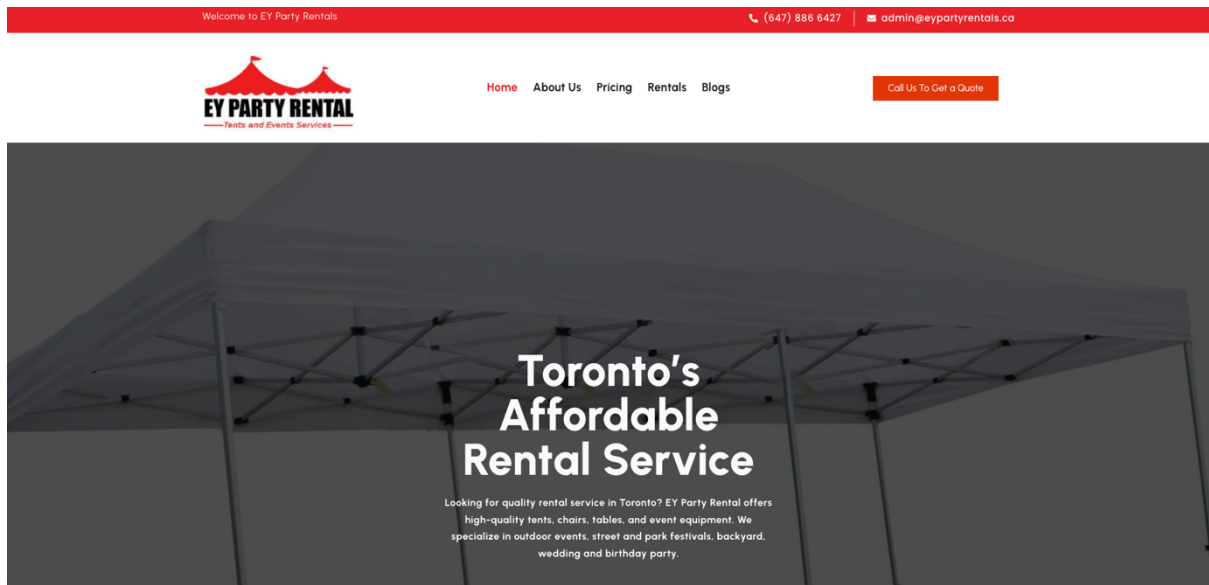 Welcome to EY Party Rentals
(647) 886 6427
admin@eypartyrentals.ca
EY PARTY RENTAL
Tents and Events Services
Home About Us Pricing Rentals Blogs
Call Us To Get a Quote
Toronto's
Affordable
Rental Service
Looking for quality rental service in Toronto? EY Party Rental offers
high-quality tents, chairs, tables, and event equipment. We
specialize in outdoor events, street and park festivals, backyard,
wedding and birthday party.